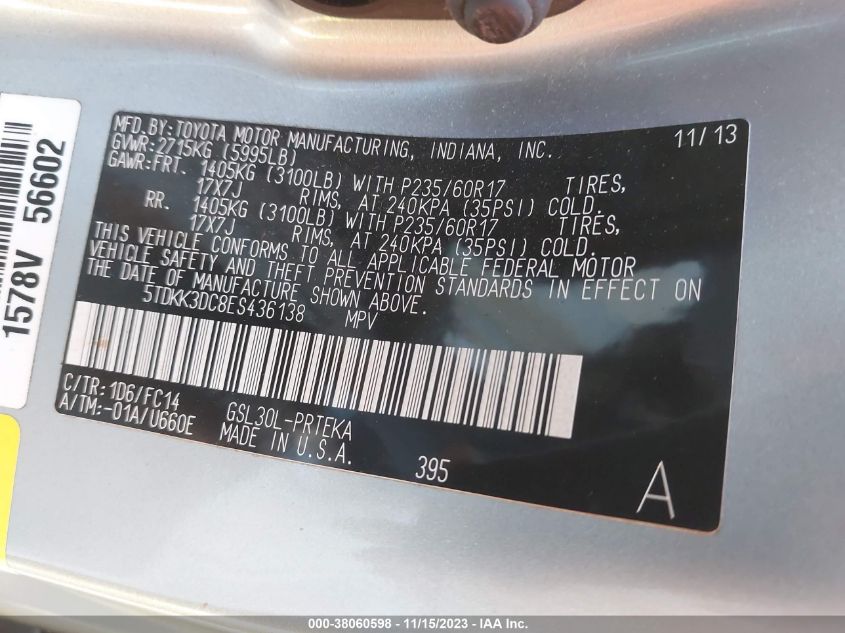 MFD.BY:TOYOTA MOTOR MANUFACTURING, INDIANA, INC. 11/13
GVWR:2715KG (5995LB)
GAWR:FRT. 1405KG (3100LB) WITH P235/60R17 TIRES,
17X7J RIMS, AT 240KPA (35PSI) COLD.
RR. 1405KG (3100LB) WITH P235/60R17 TIRES,
17X7J RIMS, AT 240KPA (35PSI) COLD.
THIS VEHICLE CONFORMS TO ALL APPLICABLE FEDERAL MOTOR
VEHICLE SAFETY AND THEFT PREVENTION STANDARDS IN EFFECT ON
THE DATE OF MANUFACTURE SHOWN ABOVE.
5TDKK3DC8ES436138 MPV
C/TR:1D6/FC14
A/TM:-01A/U660E
GSL30L-PRTEKA
MADE IN U.S.A.
395
A
1578V 56602
000-38060598 - 11/15/2023 - IAA Inc.